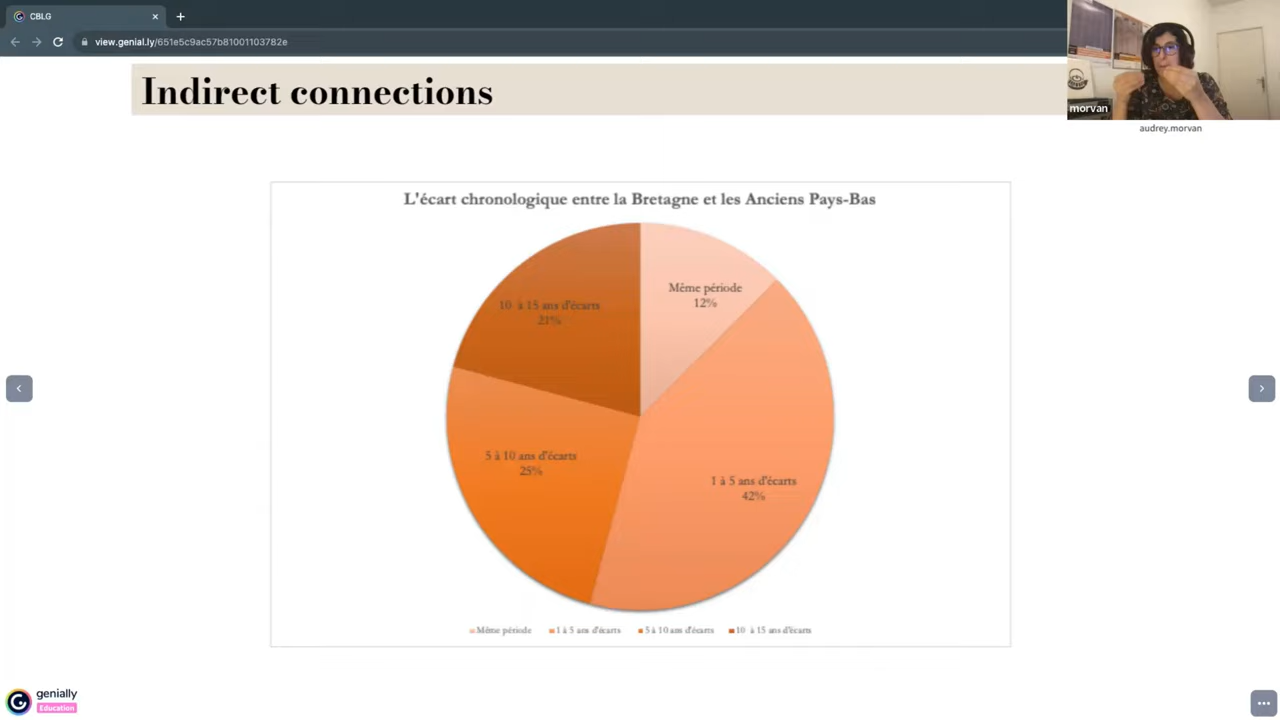 CBLG
view.genial.ly/651e5c9ac57b81001103782e
morvan
audrey.morvan
Indirect connections
L'écart chronologique entre la Bretagne et les Anciens Pays-Bas
Même période
12%
10 à 15 ans d'écarts
21%
5 à 10 ans d'écarts
25%
1 à 5 ans d'écarts
42%
Même période 1 à 5 ans d'écarts 5 à 10 ans d'écarts 10 à 15 ans d'écarts
genially
Education